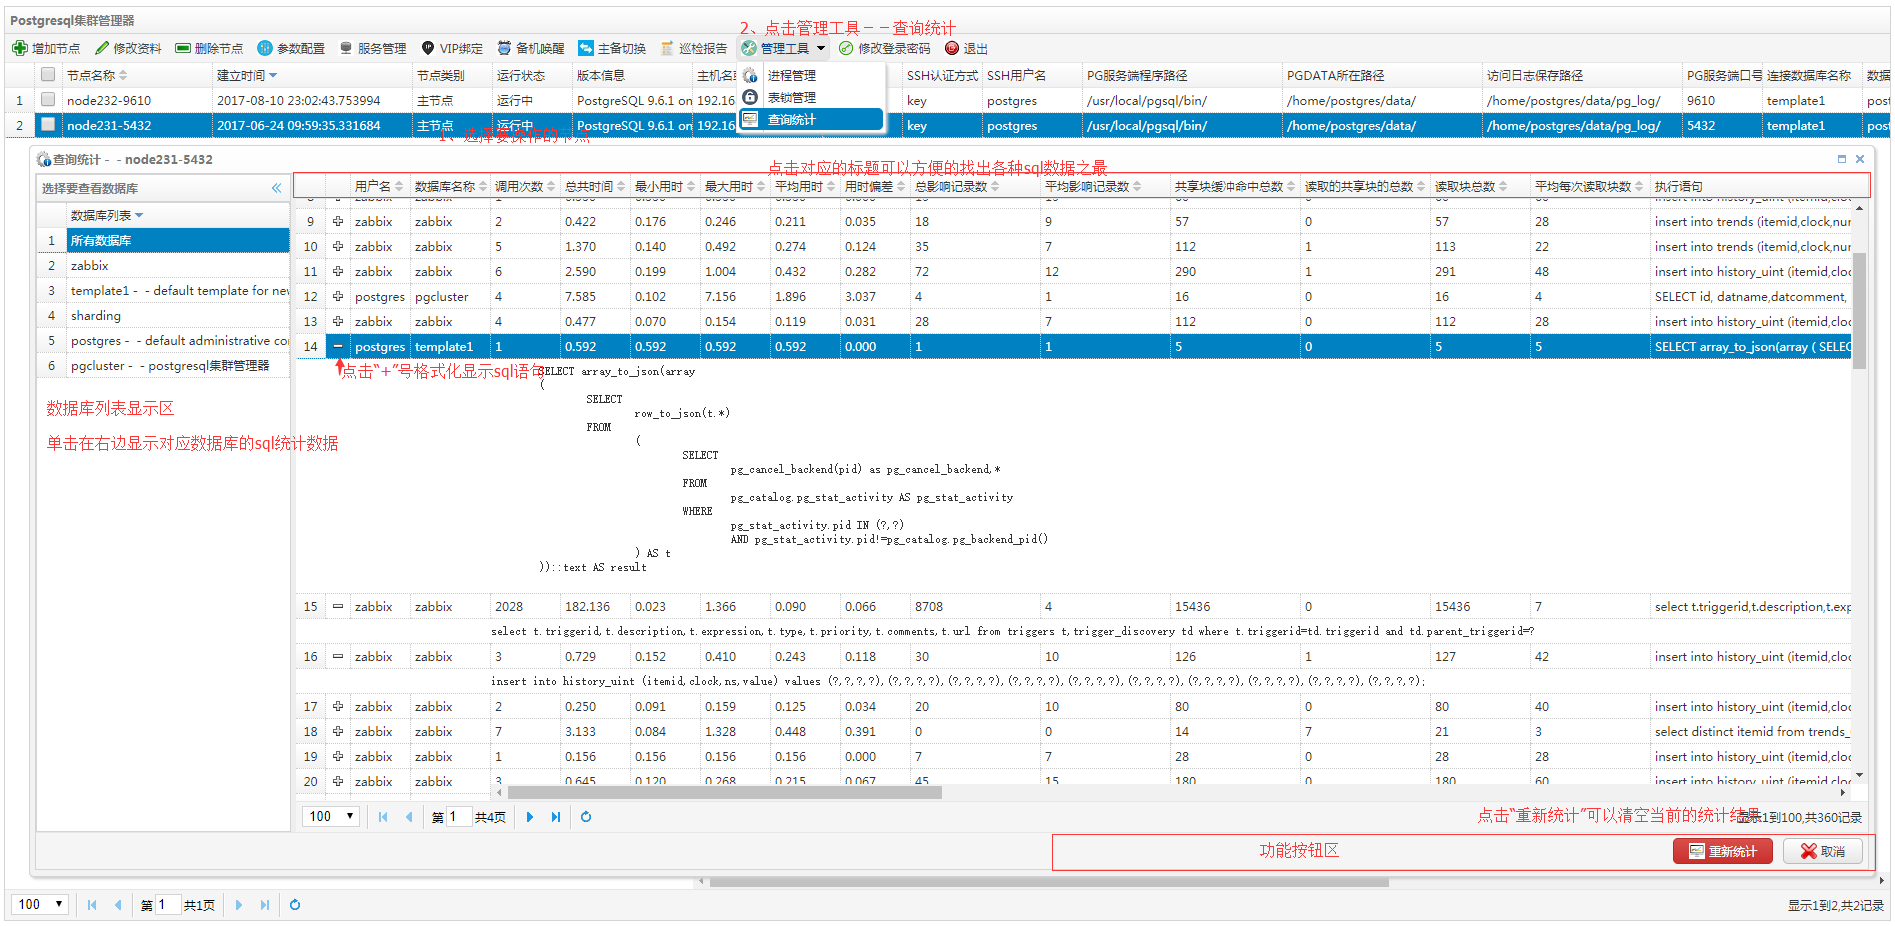 Postgresql集群管理器
2、点击管理工具－－查询统计
增加节点 修改资料 删除节点 参数配置 服务管理 VIP绑定 备机唤醒 主备切换 巡检报告 管理工具 修改登录密码 退出
节点名称 建立时间 节点类别 运行状态 版本信息 SSH认证方式 SSH用户名 PG服务端程序路径 PGDATA所在路径 访问日志保存路径 PG服务端口号 连接数据库名称
进程管理
表锁管理
查询统计
1 node232-9610 2017-08-10 23:02:43.753994 主节点 运行中 PostgreSQL 9.6.1 on 192.16 key postgres /usr/local/pgsql/bin/ /home/postgres/data/ /home/postgres/data/pg_log/ 9610 template1 post
2 node231-5432 2017-06-24 09:59:35.331684 主节点 运行中 PostgreSQL 9.6.1 on 192.16 key postgres /usr/local/pgsql/bin/ /home/postgres/data/ /home/postgres/data/pg_log/ 5432 template1 post
1、选择要操作的节点
查询统计 - - node231-5432
点击对应的标题可以方便的找出各种sql数据之最
选择要查看数据库
数据库列表
1 所有数据库
2 zabbix
3 template1 - - default template for new
4 sharding
5 postgres - - default administrative con
6 pgcluster - - postgresql集群管理器
数据库列表显示区
单击在右边显示对应数据库的sql统计数据
用户名 数据库名称 调用次数 总共时间 最小用时 最大用时 平均用时 用时偏差 总影响记录数 平均影响记录数 共享块缓冲命中总数 读取的共享块的总数 读取块总数 平均每次读取块数 执行语句
9 zabbix zabbix 2 0.422 0.176 0.246 0.211 0.035 18 9 57 0 57 28 insert into trends (itemid,clock,nur
10 zabbix zabbix 5 1.370 0.140 0.492 0.274 0.124 35 7 112 1 113 22 insert into trends (itemid,clock,nur
11 zabbix zabbix 6 2.590 0.199 1.004 0.432 0.282 72 12 290 1 291 48 insert into history_uint (itemid,cloc
12 postgres pgcluster 4 7.585 0.102 7.156 1.896 3.037 4 1 16 0 16 4 SELECT id, datname,datcomment,
13 zabbix zabbix 4 0.477 0.070 0.154 0.119 0.031 28 7 112 0 112 28 insert into history_uint (itemid,cloc
14 postgres template1 1 0.592 0.592 0.592 0.592 0.000 1 1 5 0 5 5 SELECT array_to_json(array ( SELEC
点击“+”号格式化显示sql语句
SELECT array_to_json(array
(
SELECT
row_to_json(t.*)
FROM
(
SELECT
pg_cancel_backend(pid) as pg_cancel_backend,*
FROM
pg_catalog.pg_stat_activity AS pg_stat_activity
WHERE
pg_stat_activity.pid IN (?,?)
AND pg_stat_activity.pid!=pg_catalog.pg_backend_pid()
) AS t
))::text AS result
15 zabbix zabbix 2028 182.136 0.023 1.366 0.090 0.066 8708 4 15436 0 15436 7 select t.triggerid,t.description,t.exp
select t.triggerid,t.description,t.expression,t.type,t.priority,t.comments,t.url from triggers t,trigger_discovery td where t.triggerid=td.triggerid and td.parent_triggerid=?
16 zabbix zabbix 3 0.729 0.152 0.410 0.243 0.118 30 10 126 1 127 42 insert into history_uint (itemid,cloc
insert into history_uint (itemid,clock,ns,value) values (?,?,?,?),(?,?,?,?),(?,?,?,?),(?,?,?,?),(?,?,?,?),(?,?,?,?),(?,?,?,?),(?,?,?,?),(?,?,?,?),(?,?,?,?);
17 zabbix zabbix 2 0.250 0.091 0.159 0.125 0.034 20 10 80 0 80 40 insert into history_uint (itemid,cloc
18 zabbix zabbix 7 3.133 0.084 1.328 0.448 0.391 0 0 14 7 21 3 select distinct itemid from trends_
19 zabbix zabbix 1 0.156 0.156 0.156 0.156 0.000 7 7 28 0 28 28 insert into history_uint (itemid,cloc
20 zabbix zabbix 3 0.645 0.120 0.268 0.215 0.067 45 15 180 0 180 60 insert into history_uint (itemid,cloc
100 第 1 共4页
点击“重新统计”可以清空当前的统计结果
显示1到100,共360记录
功能按钮区
重新统计 取消
100 第 1 共1页
显示1到2,共2记录